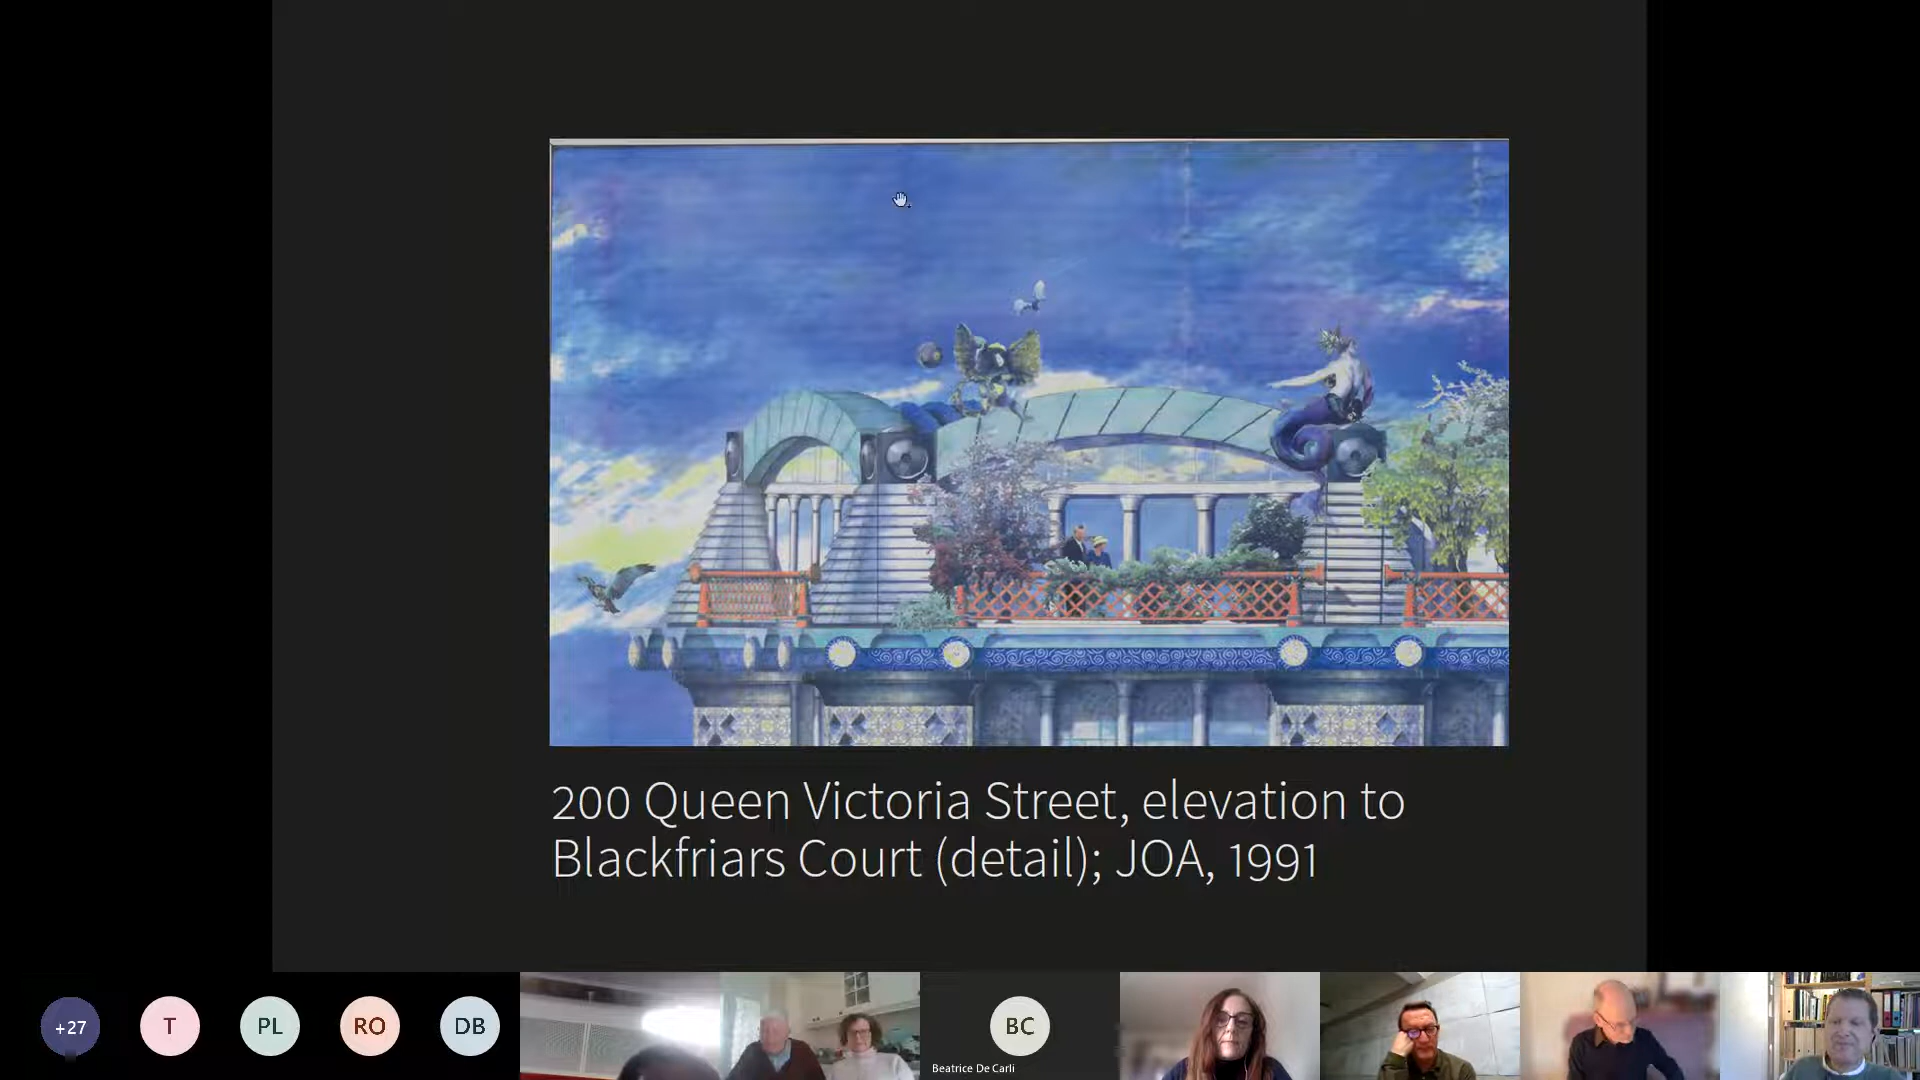 200 Queen Victoria Street, elevation to
Blackfriars Court (detail); JOA, 1991
+27
T
PL
RO
DB
BC
Beatrice De Carli